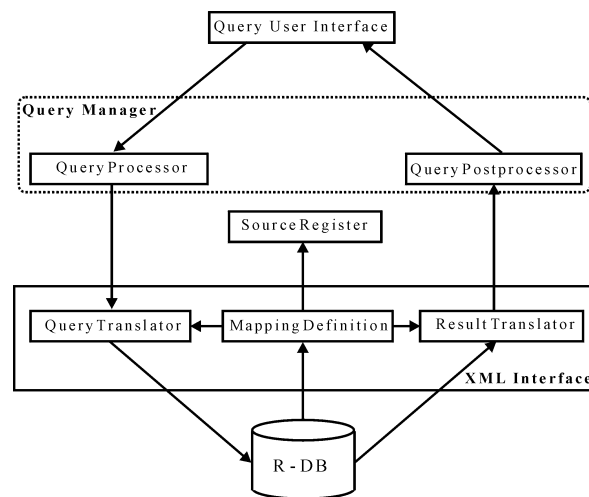 Query User Interface
Query Manager
QueryProcessor
QueryPostprocessor
SourceRegister
QueryTranslator
MappingDefinition
ResultTranslator
XML Interface
R-DB